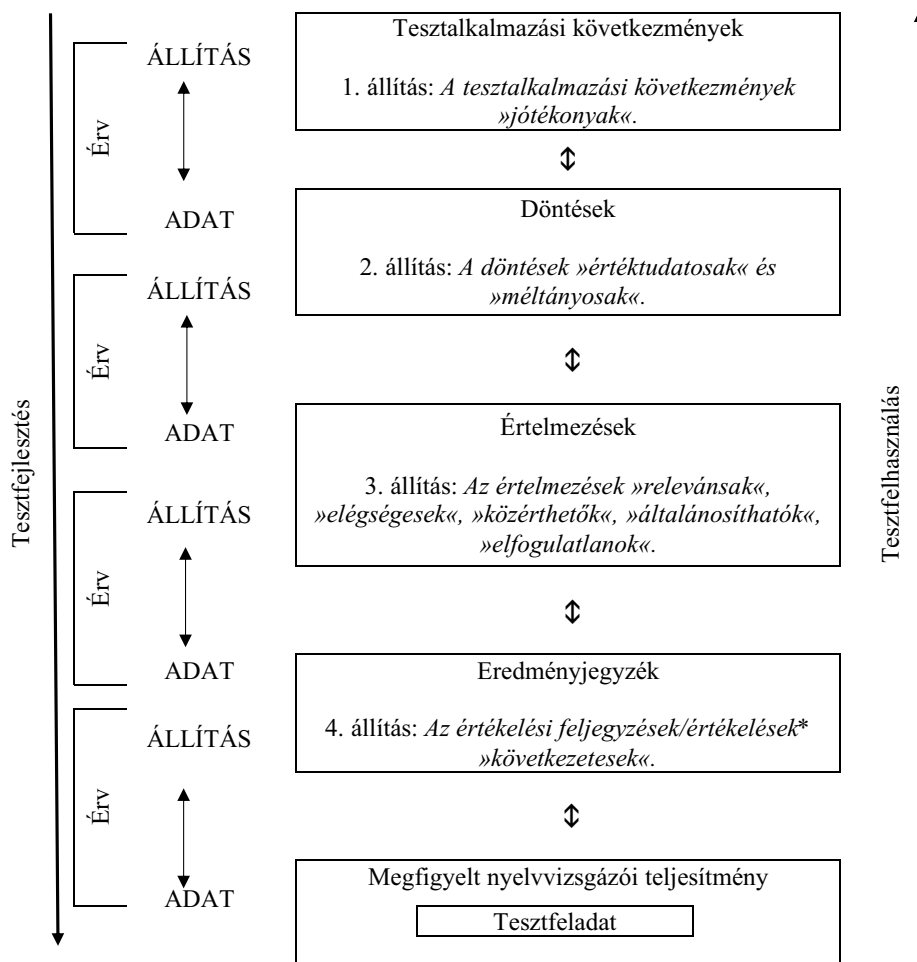 Tesztalkalmazási következmények
ÁLLÍTÁS
1. állítás: A tesztalkalmazási következmények
»jótékonyak«.
Érv
ADAT
Döntések
2. állítás: A döntések »értéktudatosak« és
»méltányosak«.
ÁLLÍTÁS
Érv
ADAT
Értelmezések
3. állítás: Az értelmezések »relevánsak«,
»elégségesek«, »közérthetők«, »általánosíthatók«,
»elfogulatlanok«.
Tesztfejlesztés
Tesztfelhasználás
ÁLLÍTÁS
Érv
ADAT
Eredményjegyzék
4. állítás: Az értékelési feljegyzések/értékelések*
»következetesek«.
ÁLLÍTÁS
Érv
ADAT
Megfigyelt nyelvvizsgázói teljesítmény
Tesztfeladat